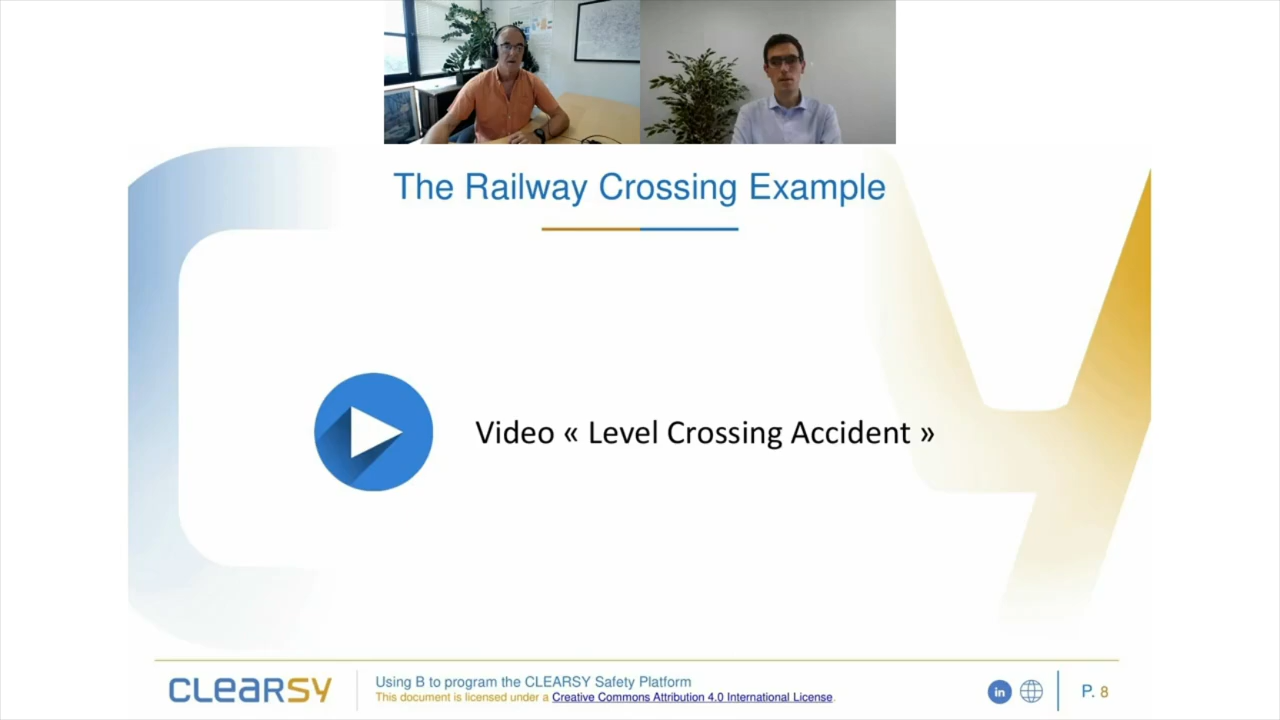 The Railway Crossing Example
Video « Level Crossing Accident »
CLEARSY
Using B to program the CLEARSY Safety Platform
This document is licensed under a Creative Commons Attribution 4.0 International License.
in
P. 8